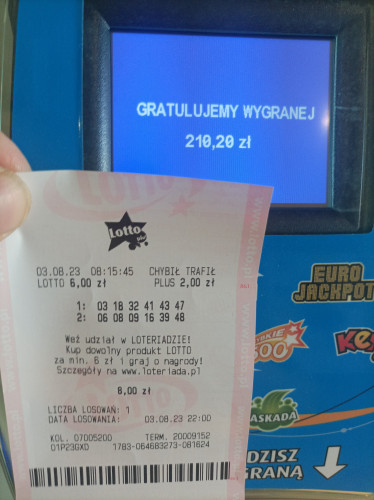 GRATULUJEMY WYGRANEJ
210,20 zł
Lotto
plus
03.08.23 08:15:45 CHYBIŁ TRAFIŁ
LOTTO 6,00 zł PLUS 2,00 zł
1: 03 18 32 41 43 47
2: 06 08 09 16 39 48
Weź udział w LOTERIADZIE!
Kup dowolny produkt LOTTO
za min. 6 zł i graj o nagrody!
Szczegóły na www.loteriada.pl
8,00 zł
LICZBA LOSOWAŃ: 1
DATA LOSOWANIA: 03.08.23 22:00
KOL. 07005200 TERM. 20009152
01P23GXD 1783-064683273-081624
EURO
JACKPOT
500
Ke
KASKADA
DZISZ
GRANĄ